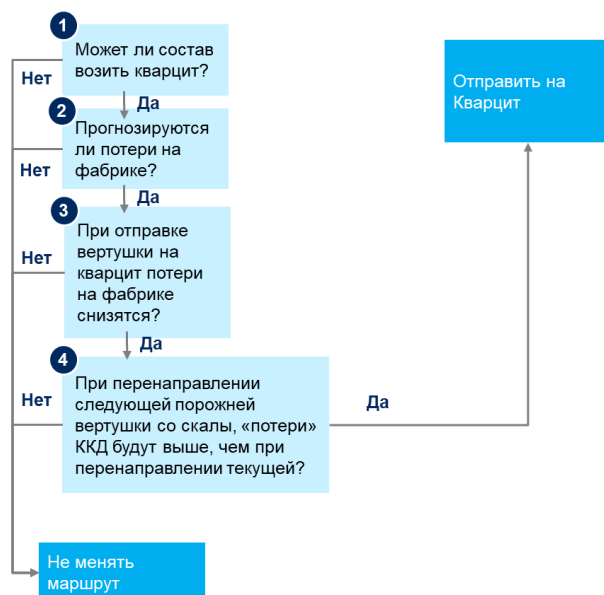 1
Может ли состав
возить кварцит?
Нет
Да
Отправить на
Кварцит
2
Прогнозируются
ли потери на
фабрике?
Нет
Да
3
При отправке
вертушки на
кварцит потери
на фабрике
снизятся?
Нет
Да
4
При перенаправлении
следующей порожней
вертушки со скалы, «потери»
ККД будут выше, чем при
перенаправлении текущей?
Нет
Да
Не менять
маршрут